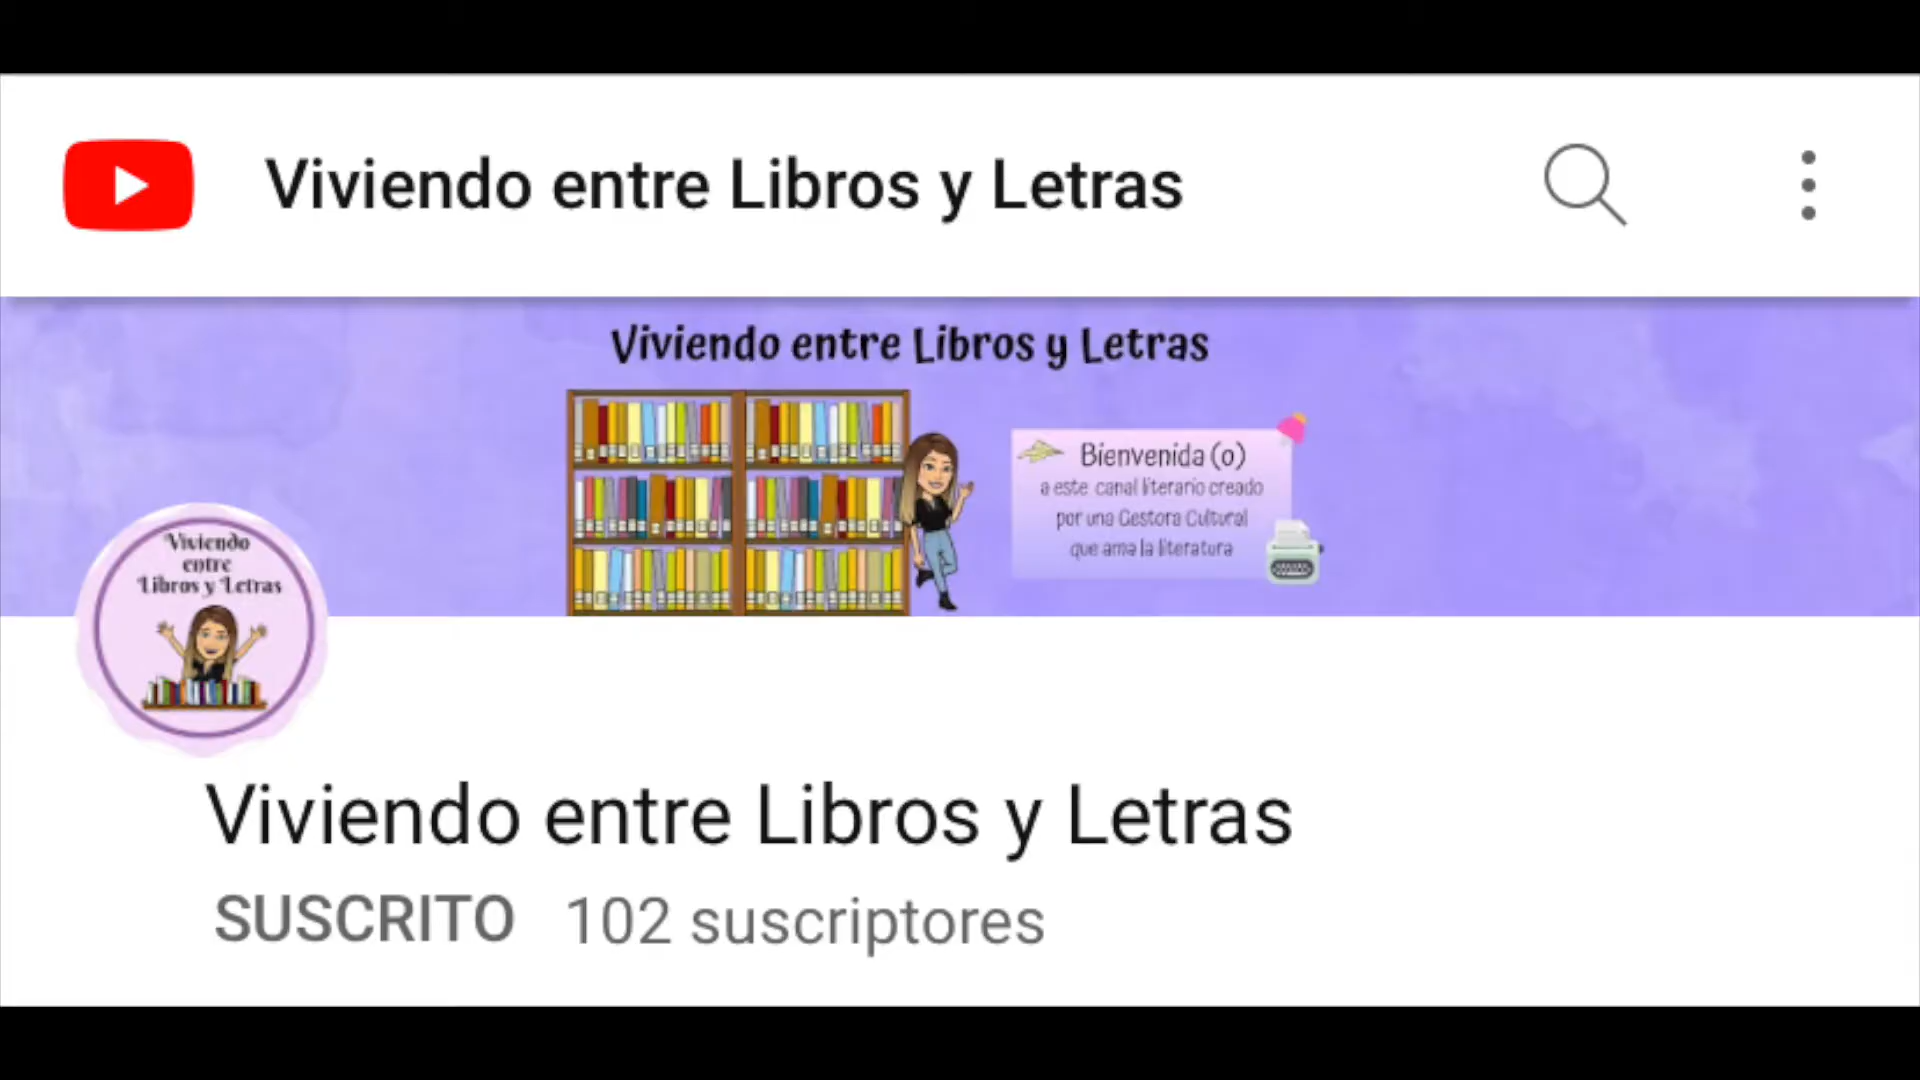 Viviendo entre Libros y Letras
Viviendo entre Libros y Letras
Bienvenida (o)
a este canal literario creado
por una Gestora Cultural
que ama la literatura
Viviendo
entre
Libros y Letras
Viviendo entre Libros y Letras
SUSCRITO 102 suscriptores